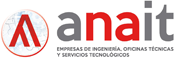 anait
EMPRESAS DE INGENIERÍA, OFICINAS TÉCNICAS
Y SERVICIOS TECNOLÓGICOS